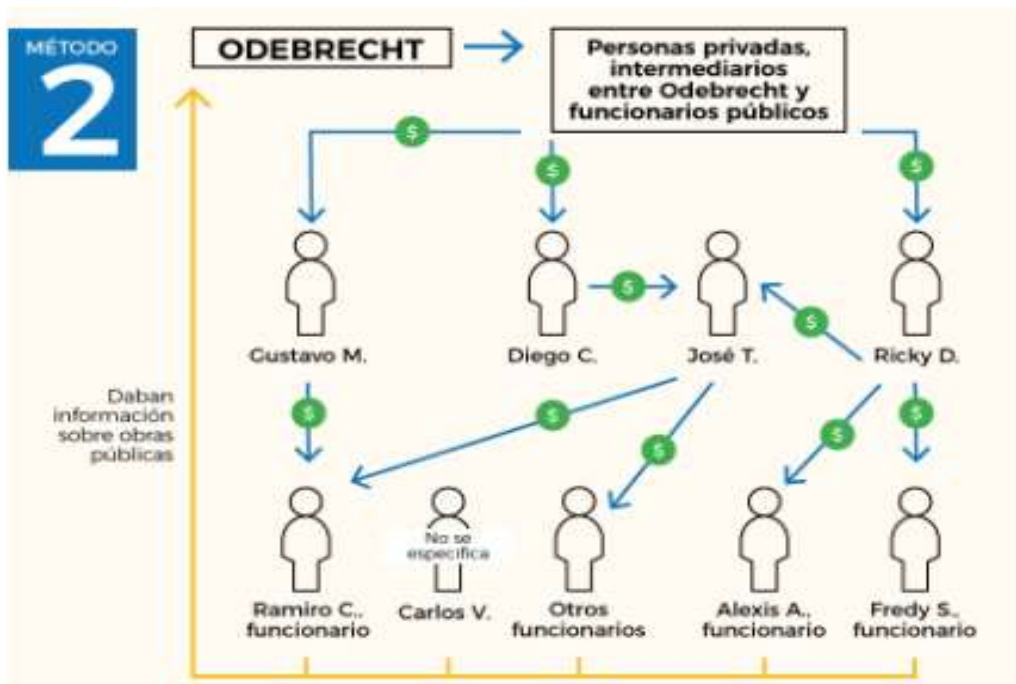 MÉTODO
2
ODEBRECHT
Personas privadas,
intermediarios
entre Odebrecht y
funcionarios públicos
$
$
$
$
$
Gustavo M.
Diego C.
José T.
Ricky D.
Daban
información
sobre obras
públicas
$
$
$
$
$
No se
especifica
Ramiro C.,
funcionario
Carlos V.
Otros
funcionarios
Alexis A.,
funcionario
Fredy S.,
funcionario